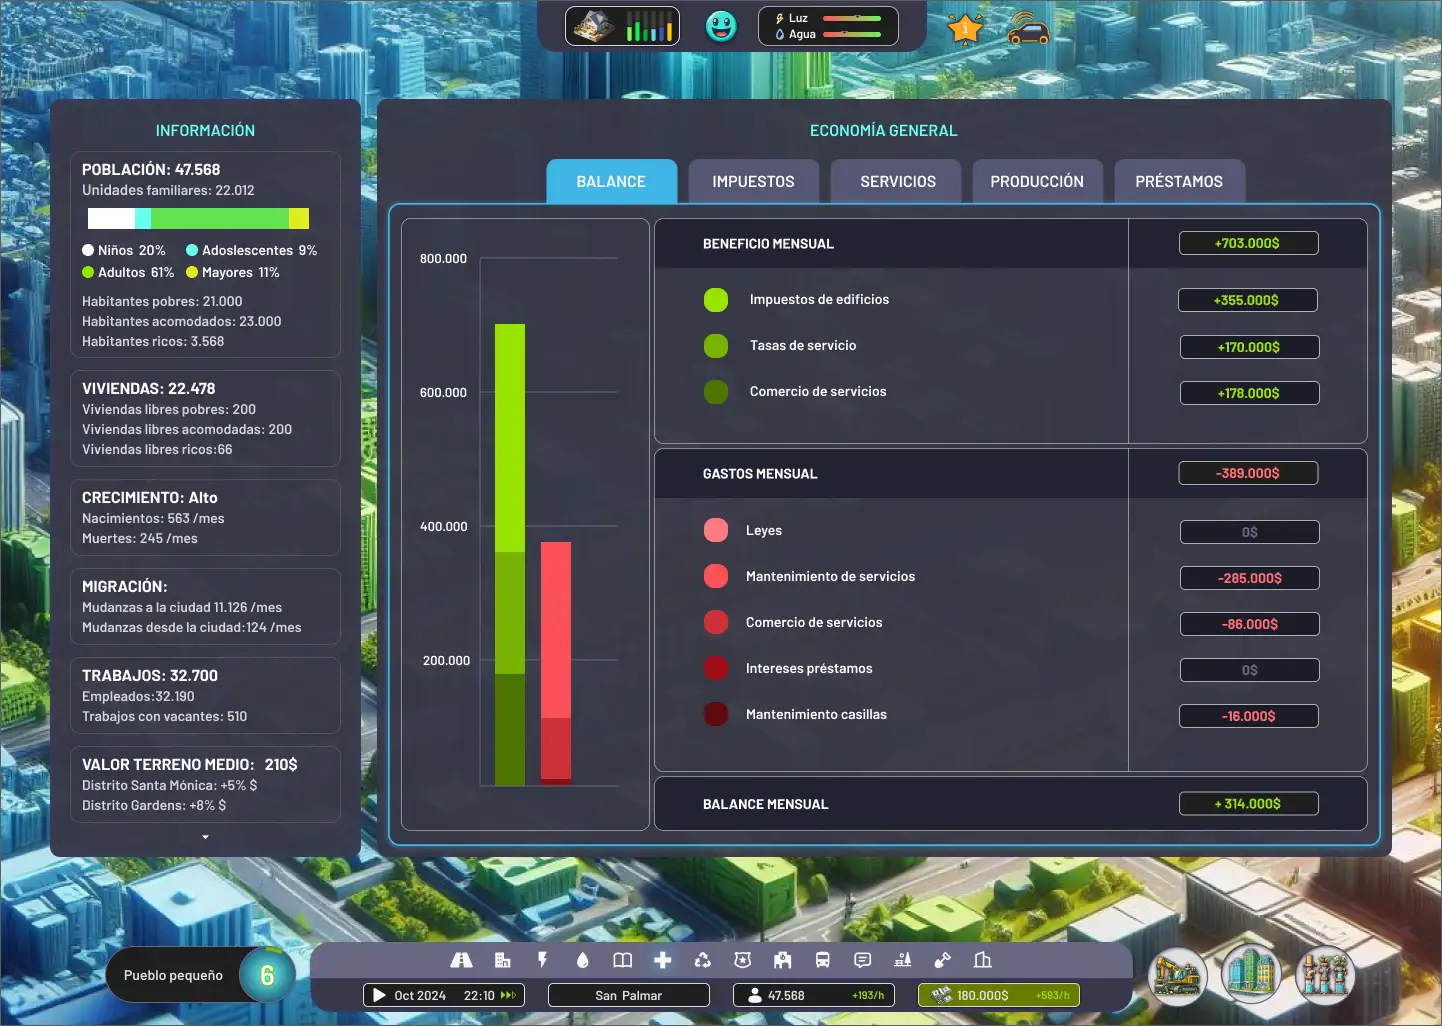 Luz
Agua
INFORMACIÓN
POBLACIÓN: 47.568
Unidades familiares: 22.012
Niños 20% Adoslescentes 9%
Adultos 61% Mayores 11%
Habitantes pobres: 21.000
Habitantes acomodados: 23.000
Habitantes ricos: 3.568
VIVIENDAS: 22.478
Viviendas libres pobres: 200
Viviendas libres acomodadas: 200
Viviendas libre ricos:66
CRECIMIENTO: Alto
Nacimientos: 563 /mes
Muertes: 245 /mes
MIGRACIÓN:
Mudanzas a la ciudad 11.126 /mes
Mudanzas desde la ciudad:124 /mes
TRABAJOS: 32.700
Empleados:32.190
Trabajos con vacantes: 510
VALOR TERRENO MEDIO: 210$
Distrito Santa Mónica: +5% $
Distrito Gardens: +8% $
ECONOMÍA GENERAL
BALANCE IMPUESTOS SERVICIOS PRODUCCIÓN PRÉSTAMOS
800.000
600.000
400.000
200.000
BENEFICIO MENSUAL +703.000$
Impuestos de edificios +355.000$
Tasas de servicio +170.000$
Comercio de servicios +178.000$
GASTOS MENSUAL -389.000$
Leyes 0$
Mantenimiento de servicios -285.000$
Comercio de servicios -86.000$
Intereses préstamos 0$
Mantenimiento casillas -16.000$
BALANCE MENSUAL + 314.000$
Pueblo pequeño 6
Oct 2024 22:10 San Palmar 47.568 +193/h 180.000$ +593/h